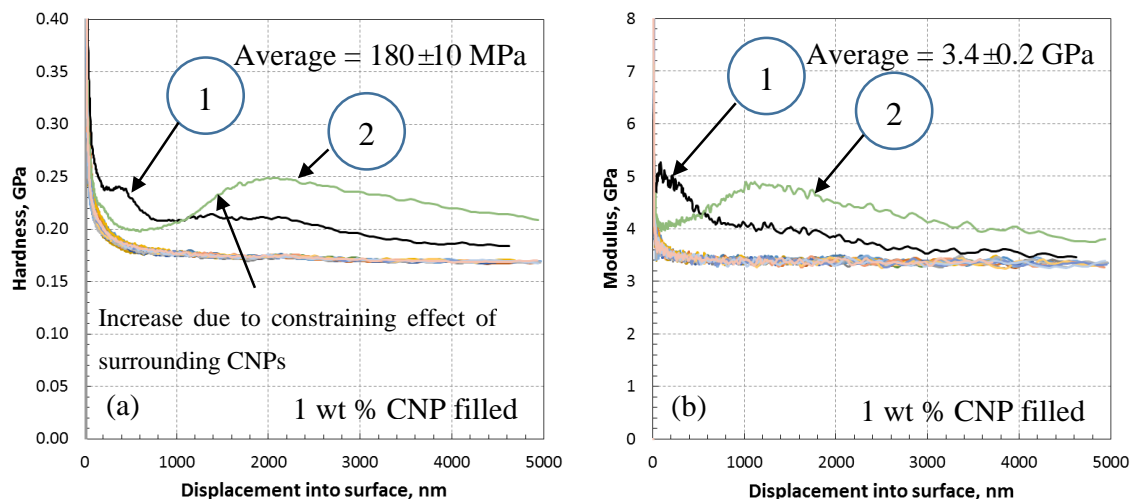 0.40
0.35
0.30
0.25
0.20
0.15
0.10
0.05
0.00
Hardness, GPa
Average = 180±10 MPa
1
2
Increase due to constraining effect of
surrounding CNPs
(a)
1 wt % CNP filled
0 1000 2000 3000 4000 5000
Displacement into surface, nm
8
7
6
5
4
3
2
1
0
Modulus, GPa
Average = 3.4±0.2 GPa
1
2
(b)
1 wt % CNP filled
0 1000 2000 3000 4000 5000
Displacement into surface, nm